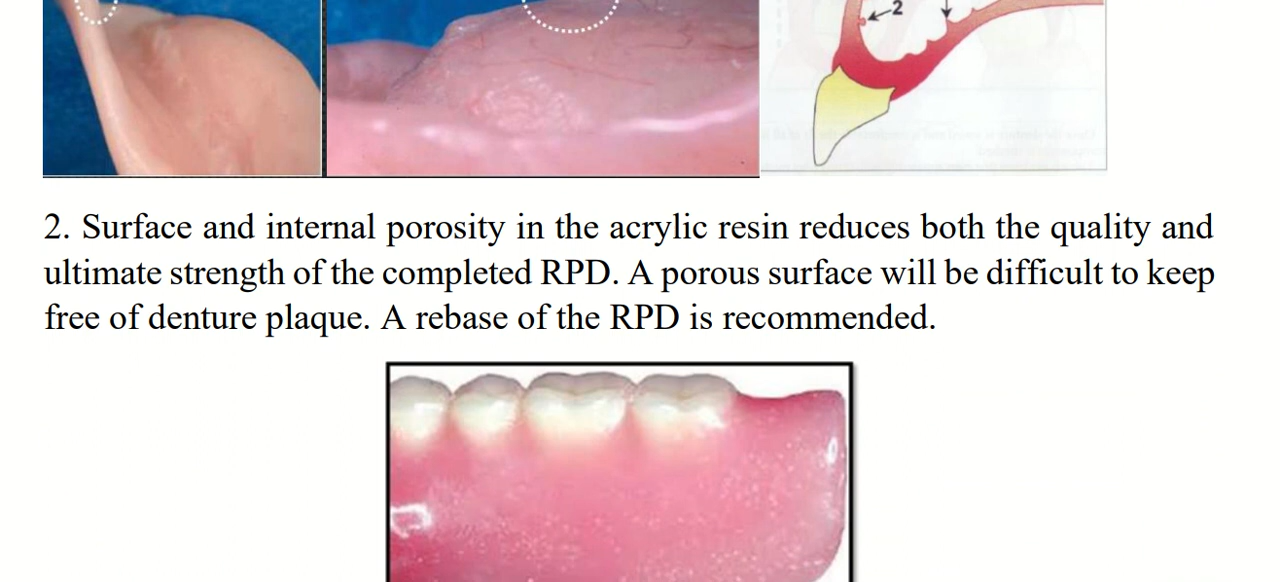 2
2. Surface and internal porosity in the acrylic resin reduces both the quality and
ultimate strength of the completed RPD. A porous surface will be difficult to keep
free of denture plaque. A rebase of the RPD is recommended.